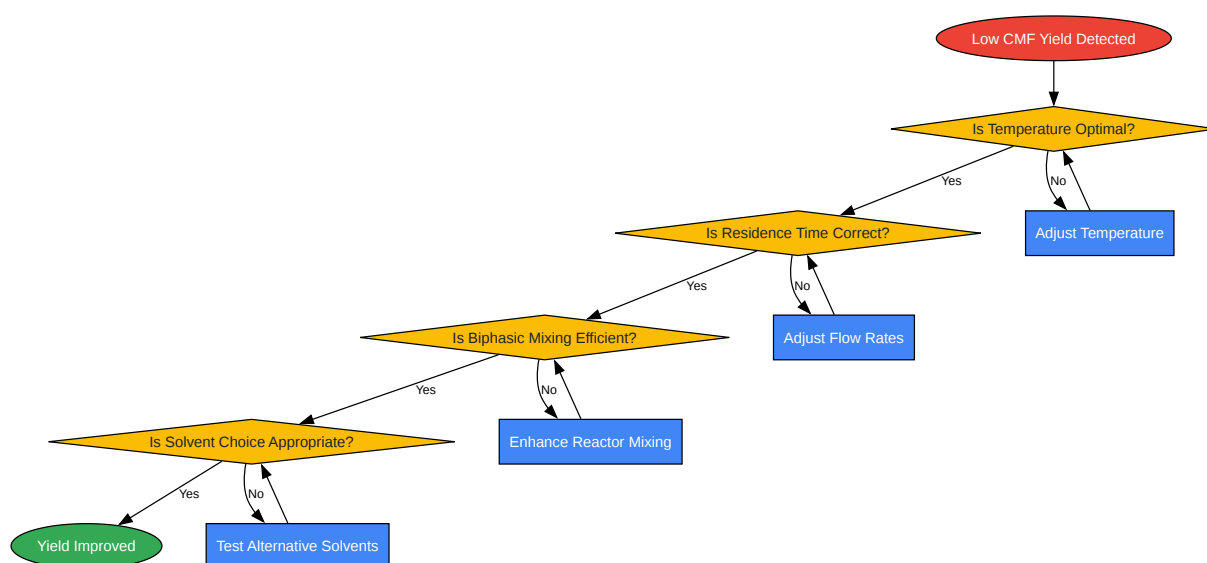 Low CMF Yield Detected
Is Temperature Optimal?
Yes
No
Is Residence Time Correct?
Adjust Temperature
Yes
No
Is Biphasic Mixing Efficient?
Adjust Flow Rates
Yes
No
Is Solvent Choice Appropriate?
Enhance Reactor Mixing
Yes
No
Yield Improved
Test Alternative Solvents